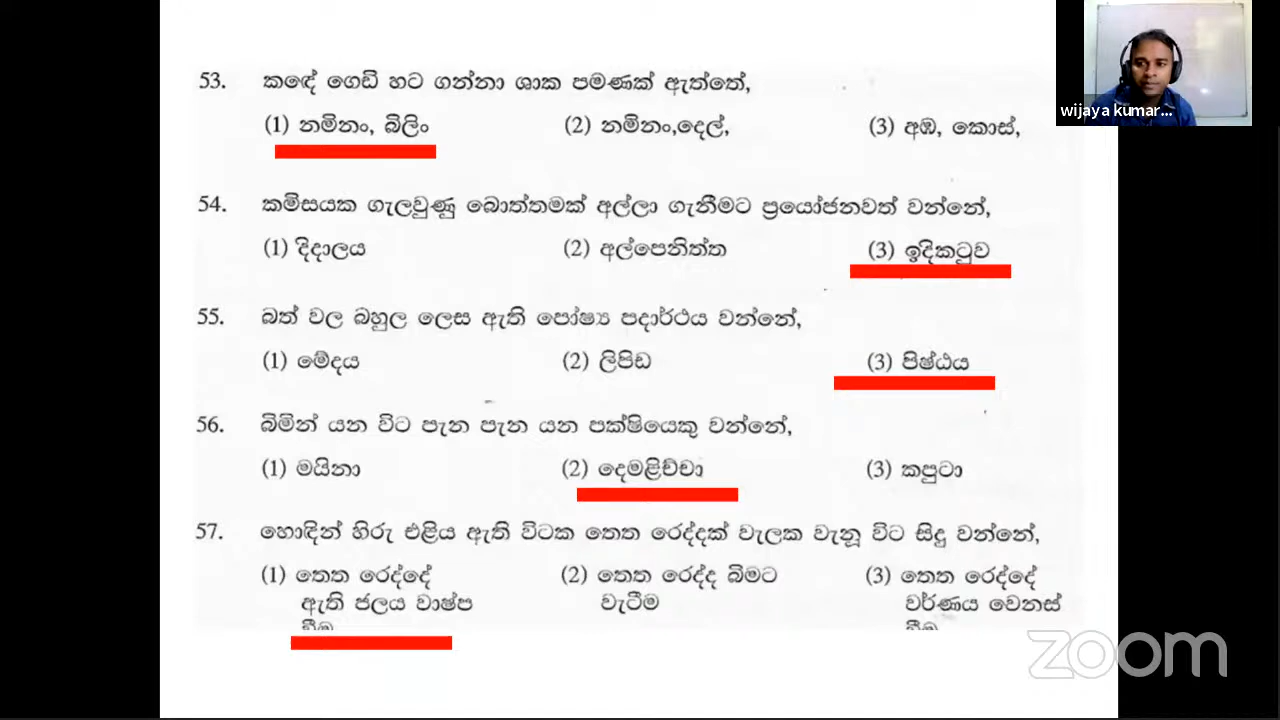 wijaya kumar...
53. කඳේ ගෙඩි හට ගන්නා ශාක පමණක් ඇත්තේ,
(1) නමිනං, බිලිං (2) නමිනං,දෙල්, (3) අඹ, කොස්,
54. කමිසයක ගැලවුණු බොත්තමක් අල්ලා ගැනීමට ප්‍රයෝජනවත් වන්නේ,
(1) දිදාලය (2) අල්පෙනිත්ත (3) ඉදිකටුව
55. බත් වල බහුල ලෙස ඇති පෝෂ්‍ය පදාර්ථය වන්නේ,
(1) මේදය (2) ලිපිඩ (3) පිෂ්ඨය
56. බිමින් යන විට පැන පැන යන පක්ෂියෙකු වන්නේ,
(1) මයිනා (2) දෙමළිච්චා (3) කපුටා
57. හොඳින් හිරු එළිය ඇති විටක තෙත රෙද්දක් වැලක වැනූ විට සිදු වන්නේ,
(1) තෙත රෙද්දේ (2) තෙත රෙද්ද බිමට (3) තෙත රෙද්දේ
ඇති ජලය වාෂ්ප වැටීම වර්ණය වෙනස්
zoom